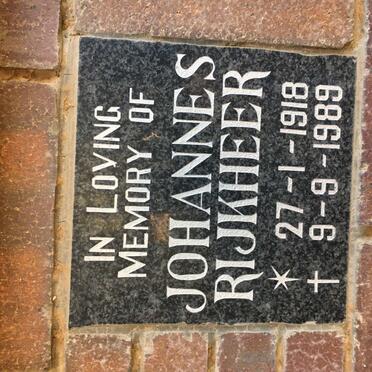 IN LOVING
MEMORY OF
JOHANNES
RIJKHEER
✶ 27-1-1918
✝ 9-9-1989